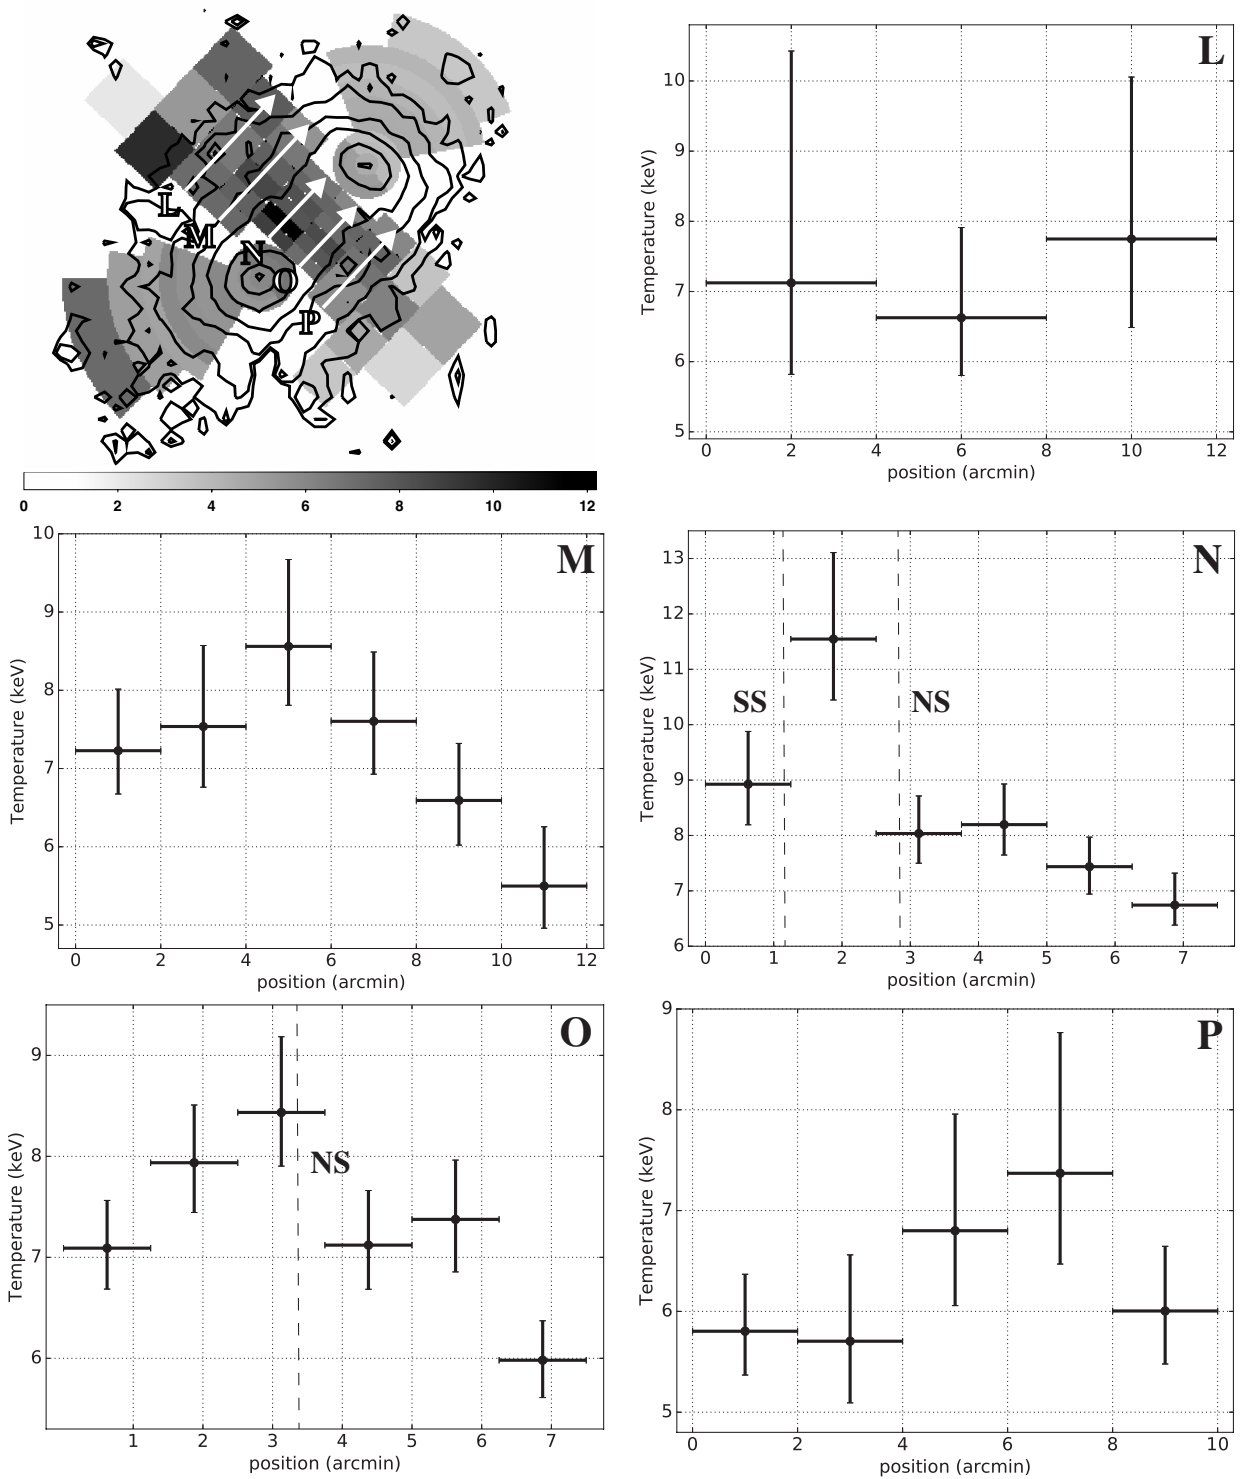 L
M
N
O
P
0 2 4 6 8 10 12
L
Temperature (keV)
10
9
8
7
6
5
0 2 4 6 8 10 12
position (arcmin)
M
Temperature (keV)
10
9
8
7
6
5
0 2 4 6 8 10 12
position (arcmin)
N
Temperature (keV)
13
12
11
10
9
8
7
6
SS
NS
0 1 2 3 4 5 6 7
position (arcmin)
O
Temperature (keV)
9
8
7
6
NS
1 2 3 4 5 6 7
position (arcmin)
P
Temperature (keV)
9
8
7
6
5
0 2 4 6 8 10
position (arcmin)